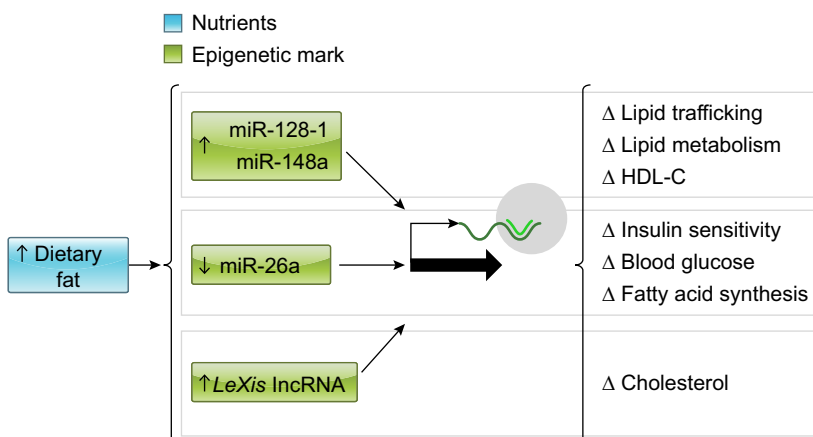 Nutrients
Epigenetic mark
↑ Dietary
fat
↑ miR-128-1
miR-148a
↓ miR-26a
↑ LeXis lncRNA
Δ Lipid trafficking
Δ Lipid metabolism
Δ HDL-C
Δ Insulin sensitivity
Δ Blood glucose
Δ Fatty acid synthesis
Δ Cholesterol